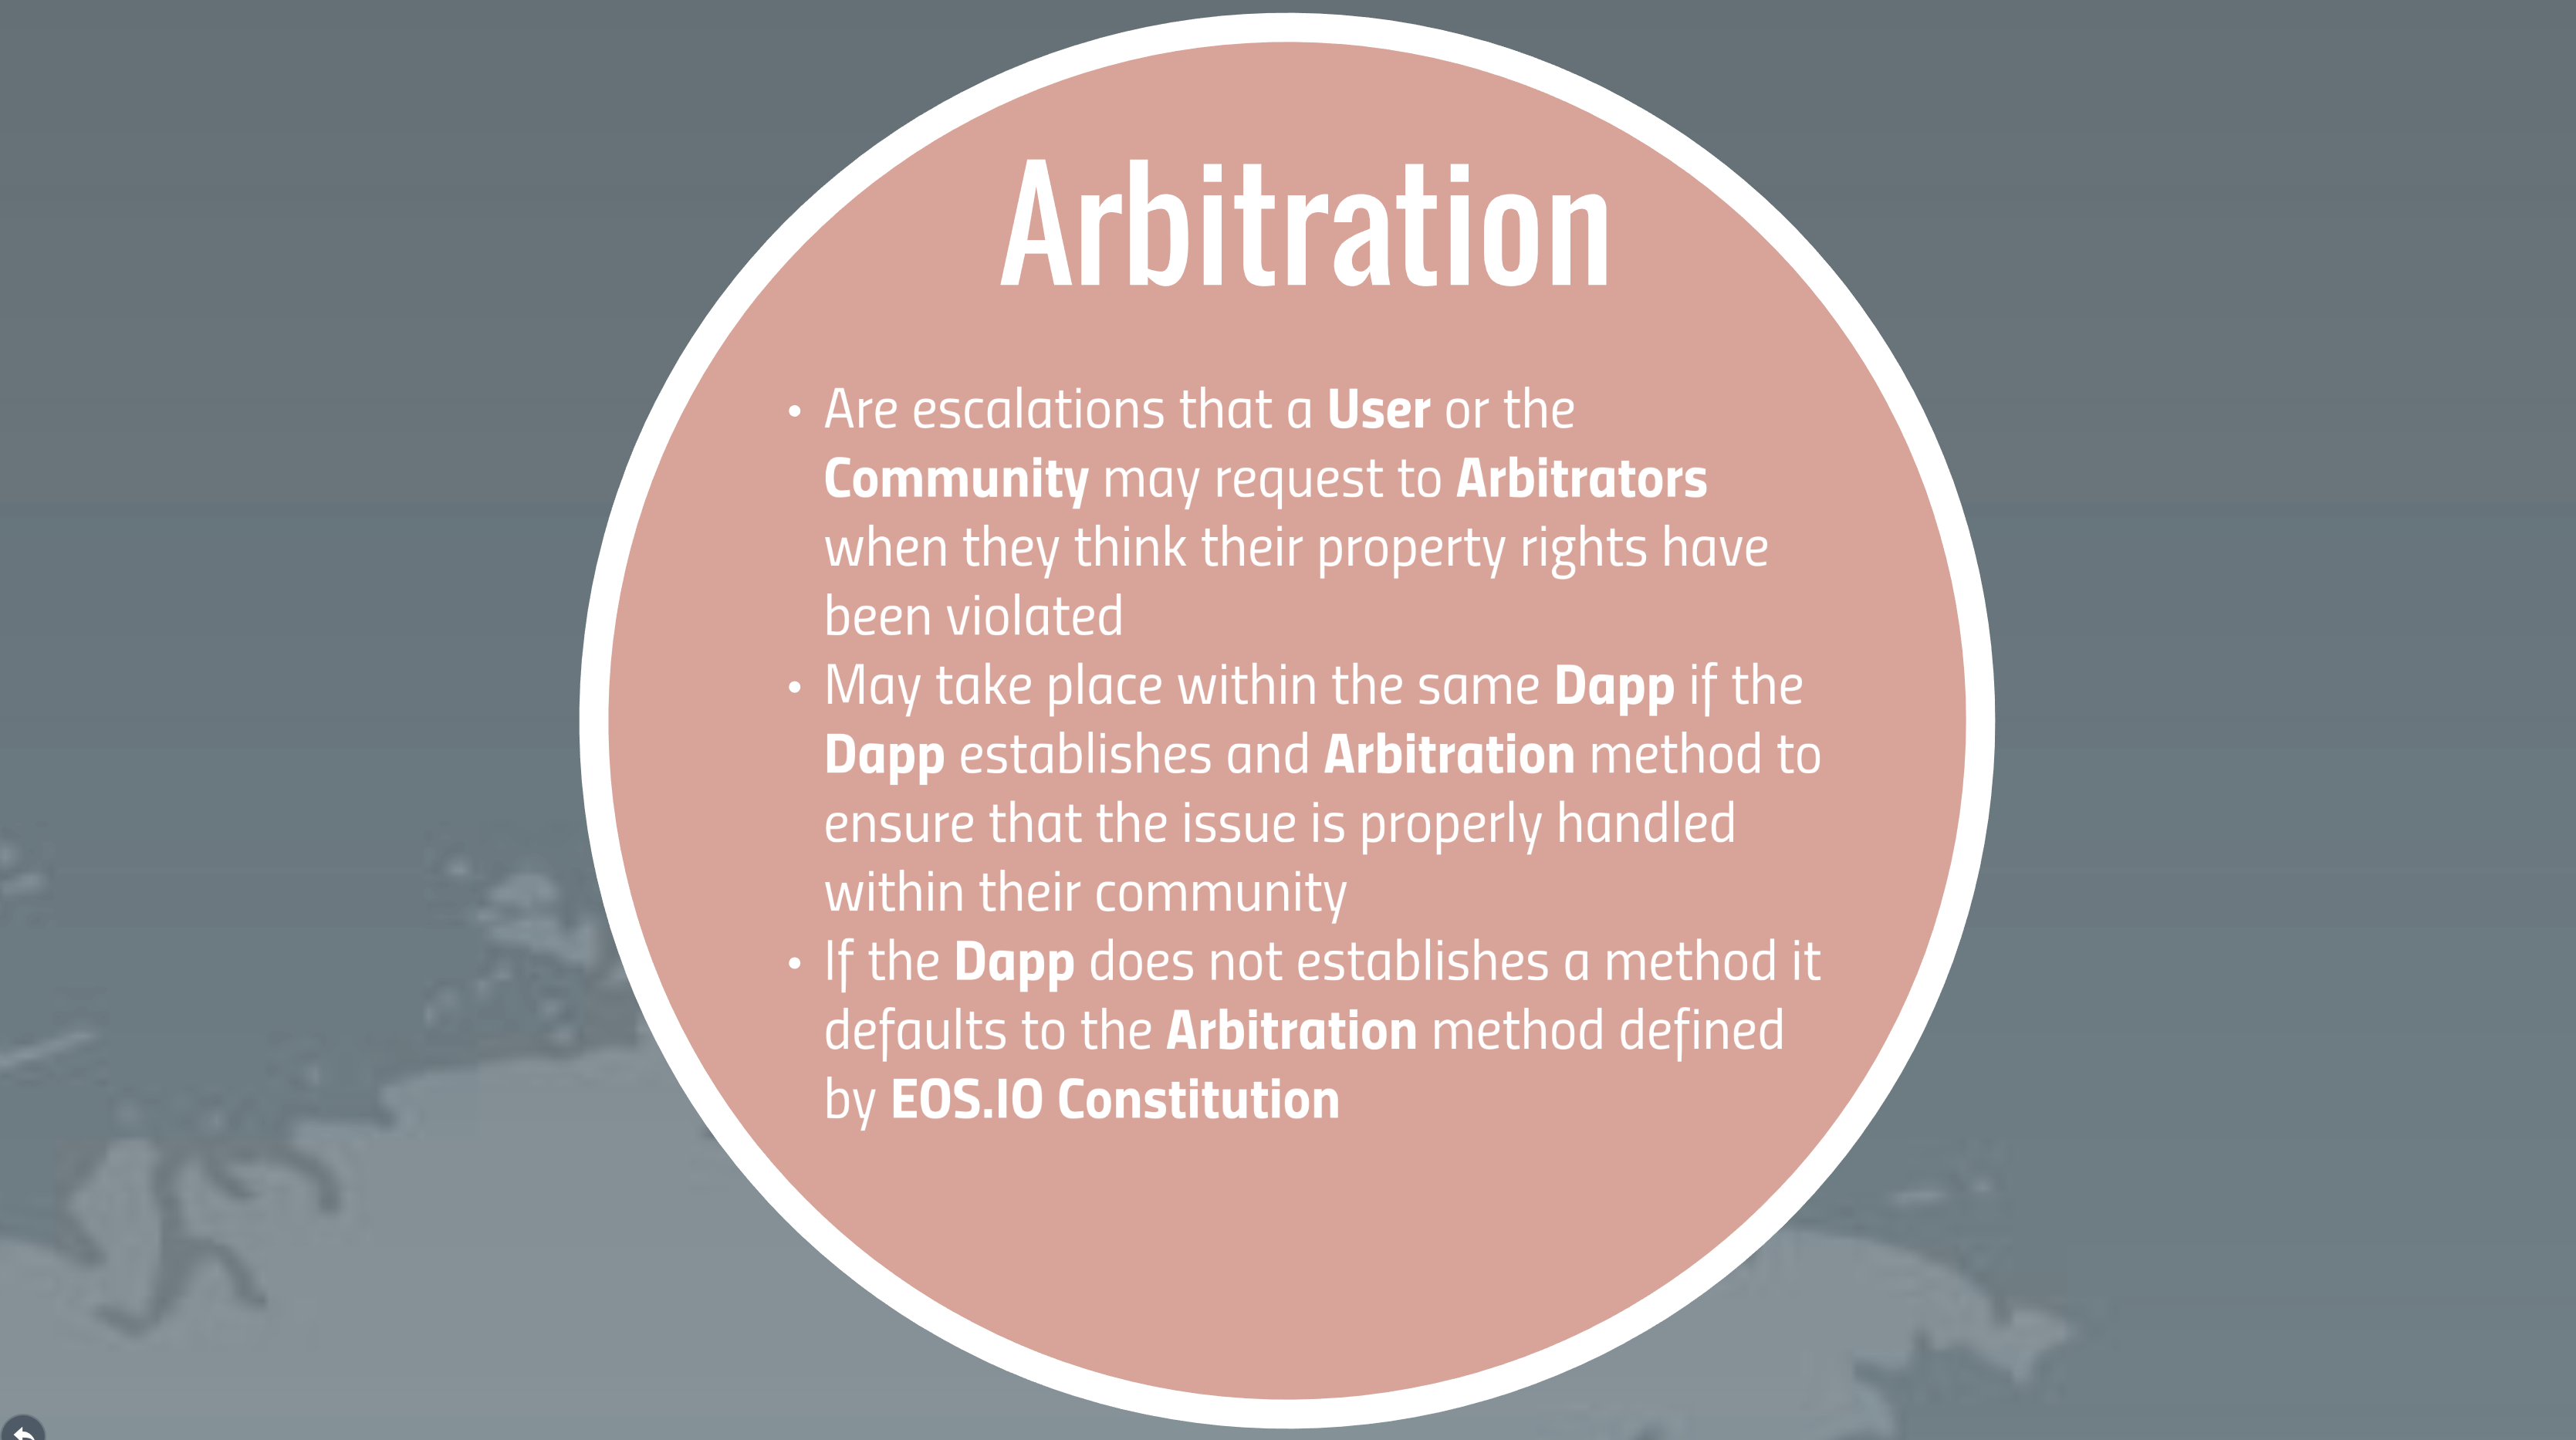 Arbitration
• Are escalations that a User or the
Community may request to Arbitrators
when they think their property rights have
been violated
• May take place within the same Dapp if the
Dapp establishes and Arbitration method to
ensure that the issue is properly handled
within their community
• If the Dapp does not establishes a method it
defaults to the Arbitration method defined
by EOS.IO Constitution